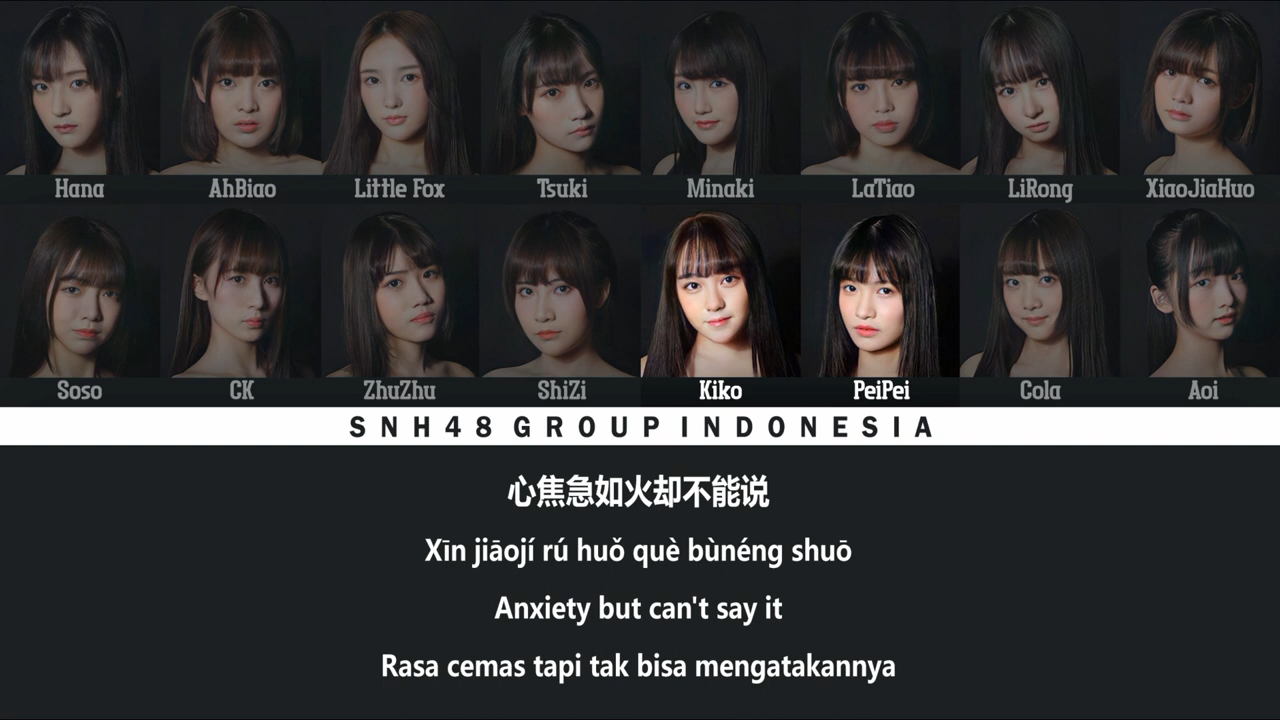 Hana AhBiao Little Fox Tsuki Minaki LaTiao LiRong XiaoJiaHuo
Soso CK ZhuZhu ShiZi Kiko PeiPei Cola Aoi
SNH48 GROUP INDONESIA
心焦急如火却不能说
Xīn jiāojí rú huǒ què bùnéng shuō
Anxiety but can't say it
Rasa cemas tapi tak bisa mengatakannya